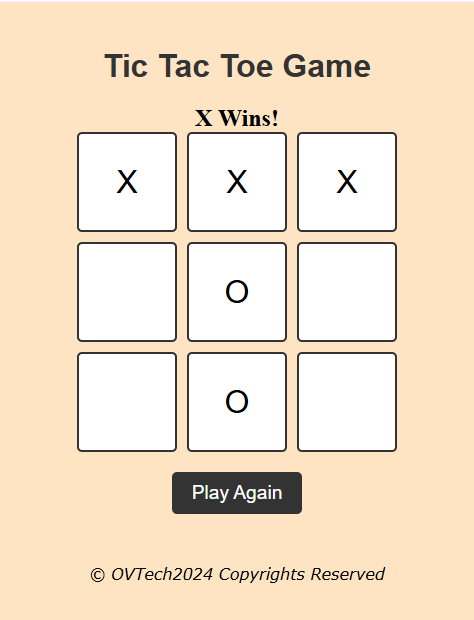 Tic Tac Toe Game
X Wins!
X X X
O
O
Play Again
© OVTech2024 Copyrights Reserved